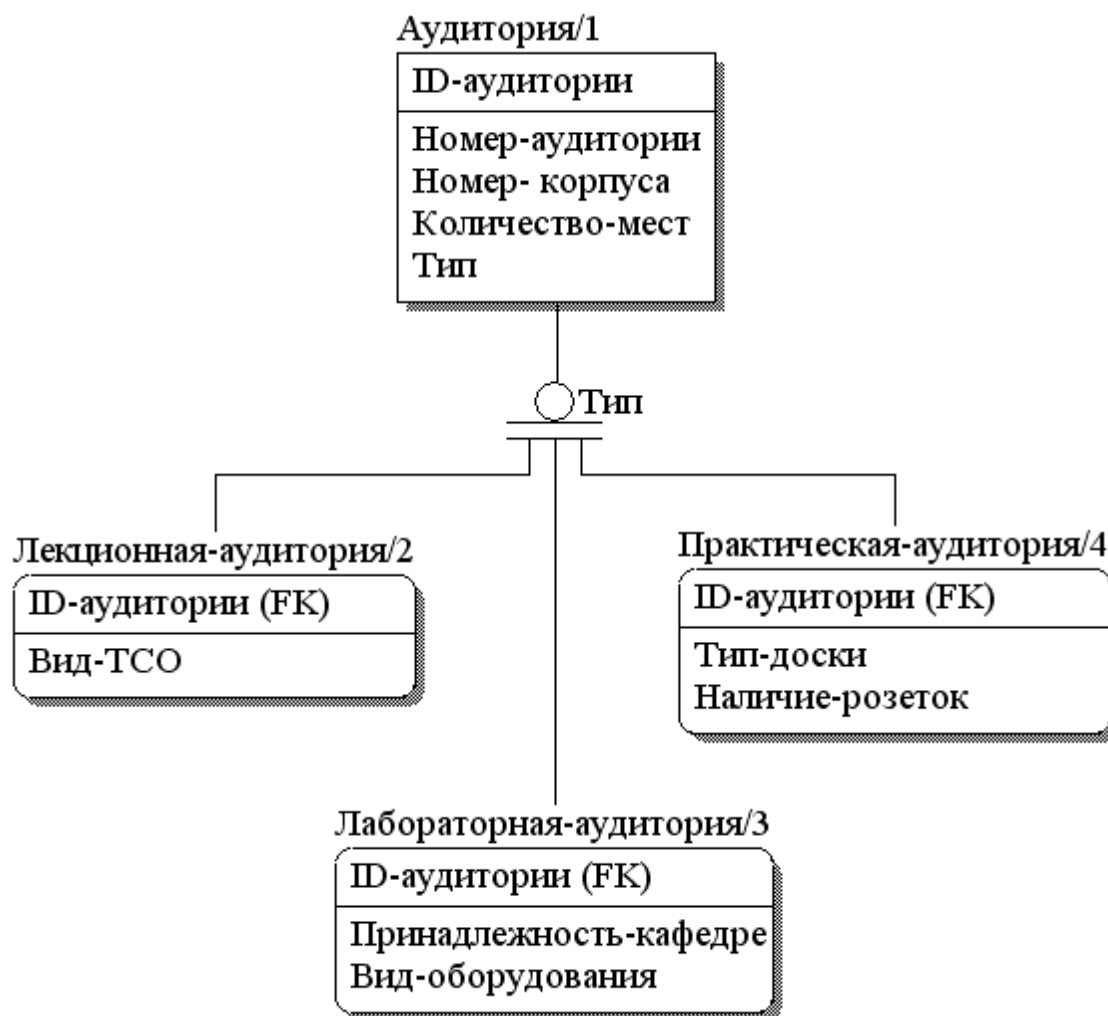 Аудитория/1
ID-аудитории
Номер-аудитории
Номер- корпуса
Количество-мест
Тип
Тип
Лекционная-аудитория/2
ID-аудитории (FK)
Вид-ТСО
Практическая-аудитория/4
ID-аудитории (FK)
Тип-доски
Наличие-розеток
Лабораторная-аудитория/3
ID-аудитории (FK)
Принадлежность-кафедре
Вид-оборудования